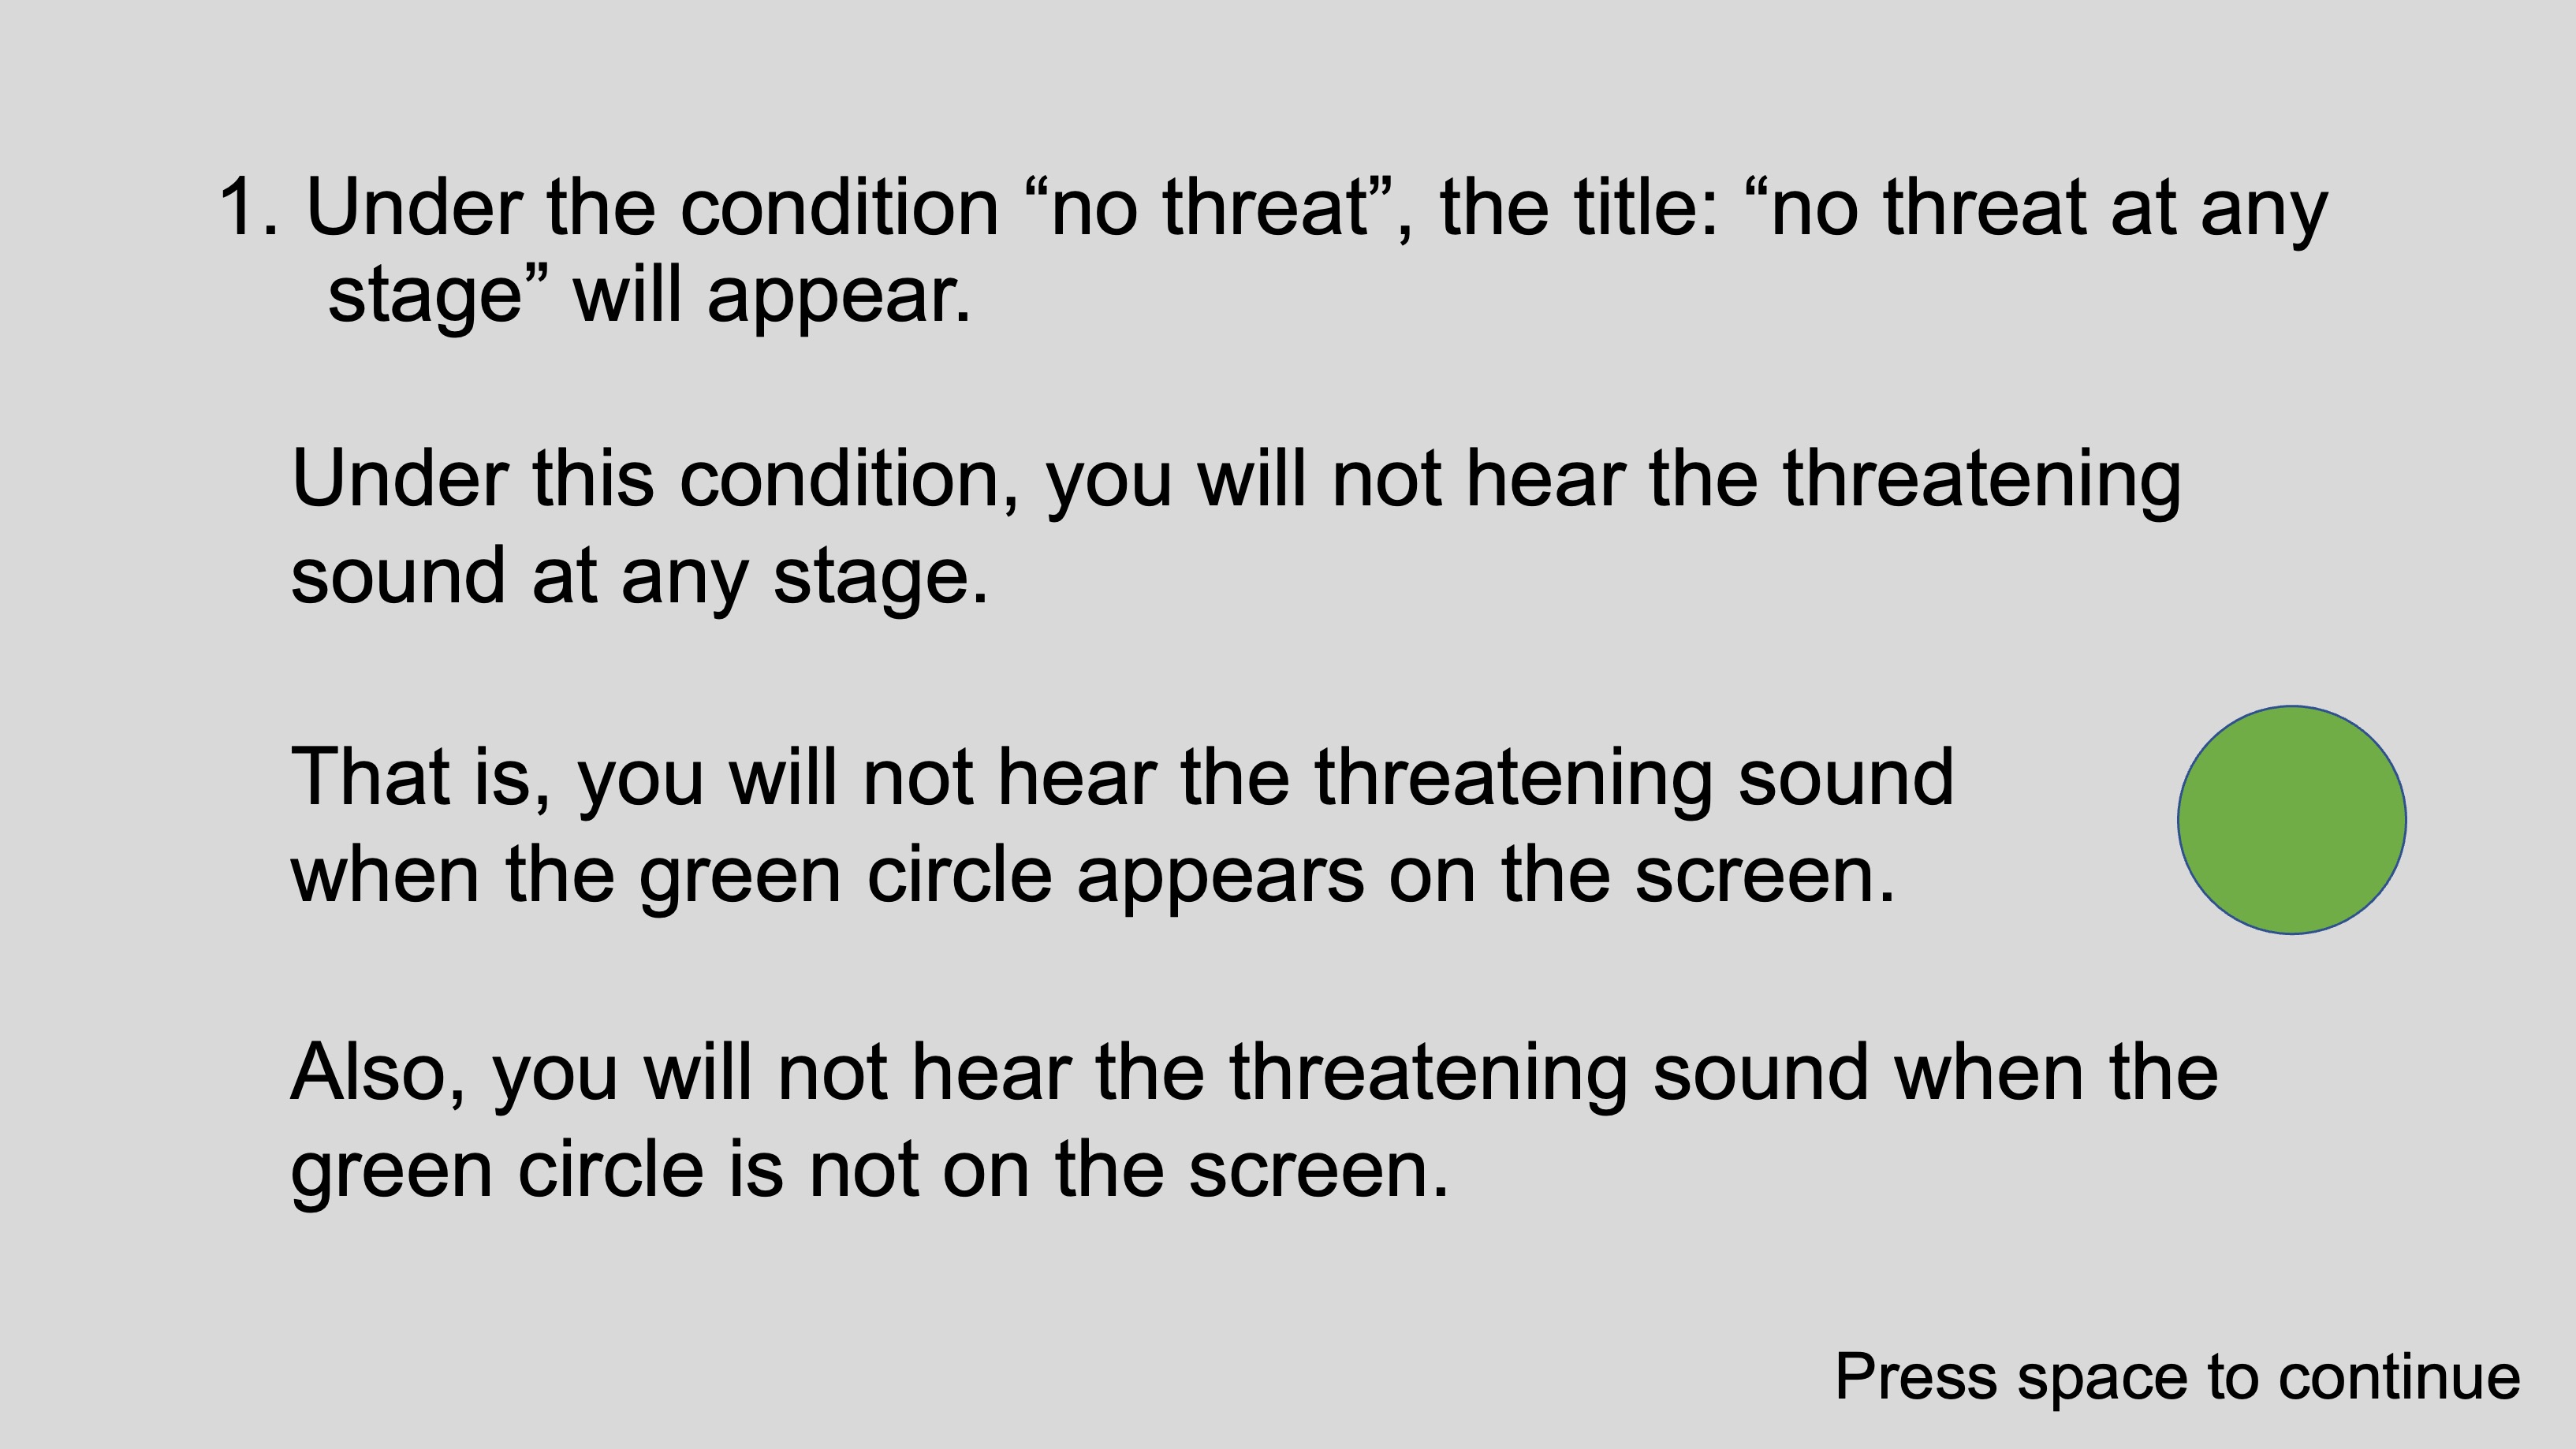 1. Under the condition “no threat”, the title: “no threat at any
stage” will appear.
Under this condition, you will not hear the threatening
sound at any stage.
That is, you will not hear the threatening sound
when the green circle appears on the screen.
Also, you will not hear the threatening sound when the
green circle is not on the screen.
Press space to continue